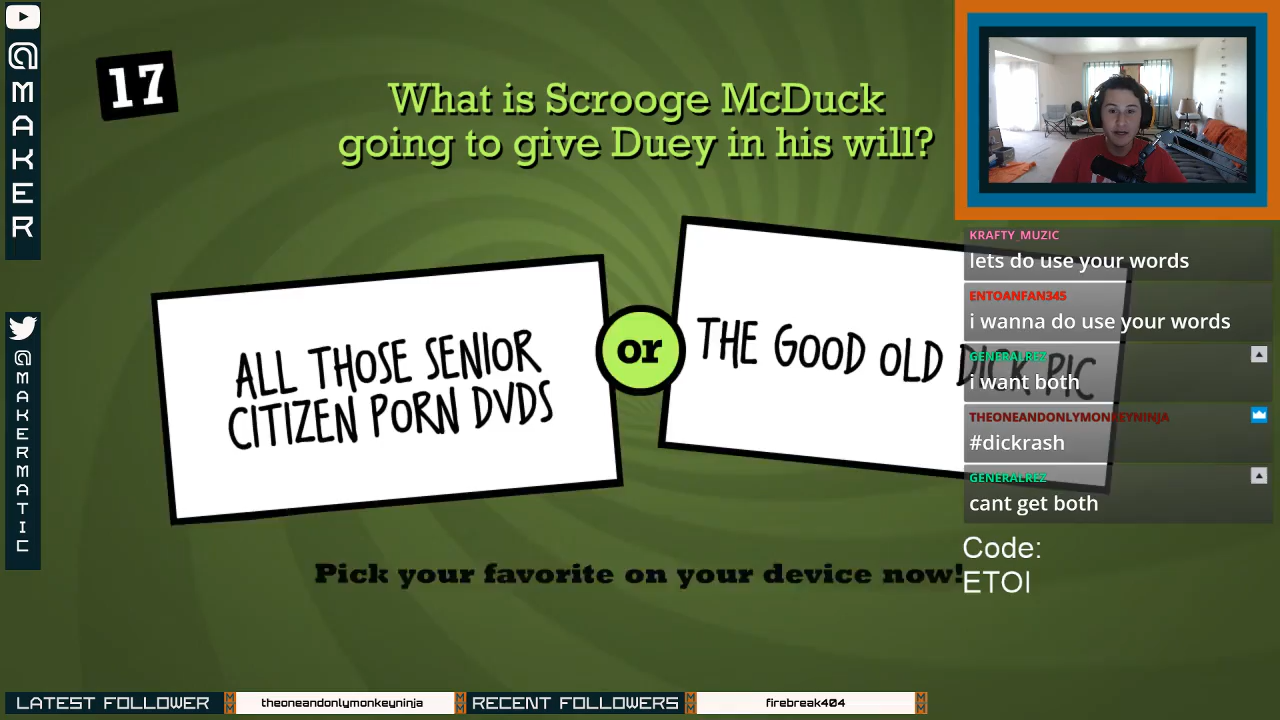 @MAKER
@MAKERMATIC
17
What is Scrooge McDuck
going to give Duey in his will?
ALL THOSE SENIOR
CITIZEN PORN DVDS
or
THE GOOD OLD DICK PIC
Pick your favorite on your device now!
KRAFTY_MUZIC
lets do use your words
ENTOANFAN345
i wanna do use your words
GENERALREZ
i want both
THEONEANDONLYMONKEYNINJA
#dickrash
GENERALREZ
cant get both
Code:
ETOI
LATEST FOLLOWER
theoneandonlymonkeyninja
RECENT FOLLOWERS
firebreak404